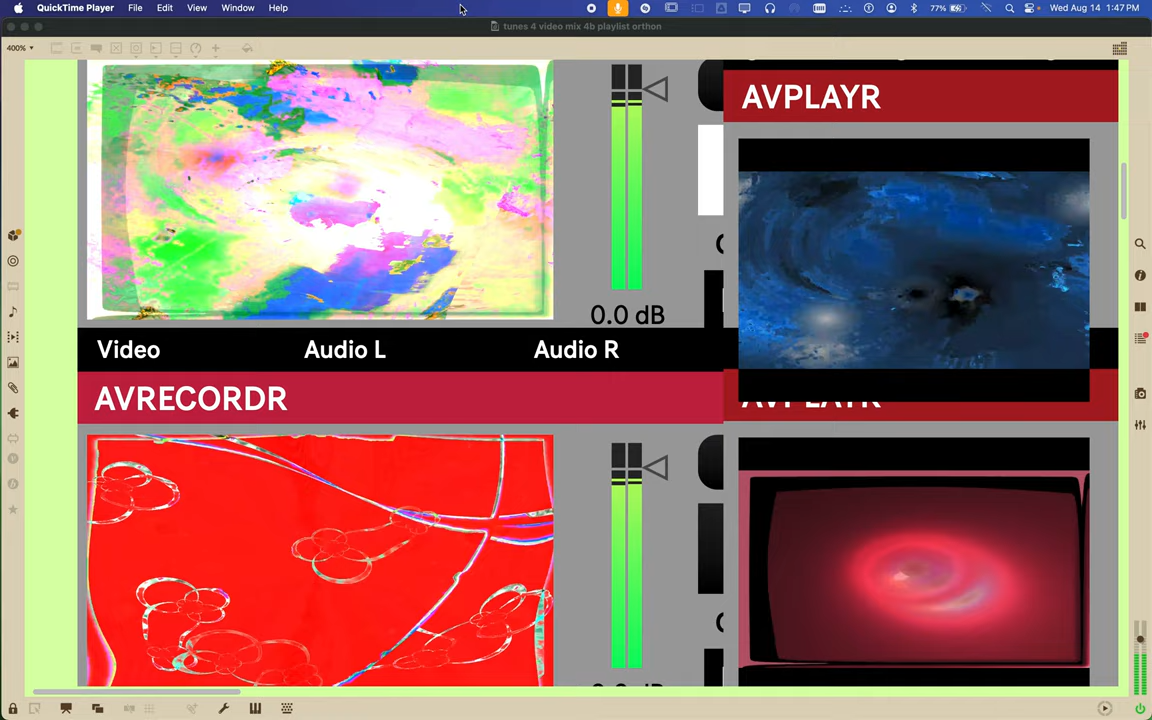 QuickTime Player File Edit View Window Help 77% Wed Aug 14 1:47 PM
tunes 4 video mix 4b playlist orthon
400%
AVPLAYR
0.0 dB
Video Audio L Audio R
AVRECORDR
AVPLAYR